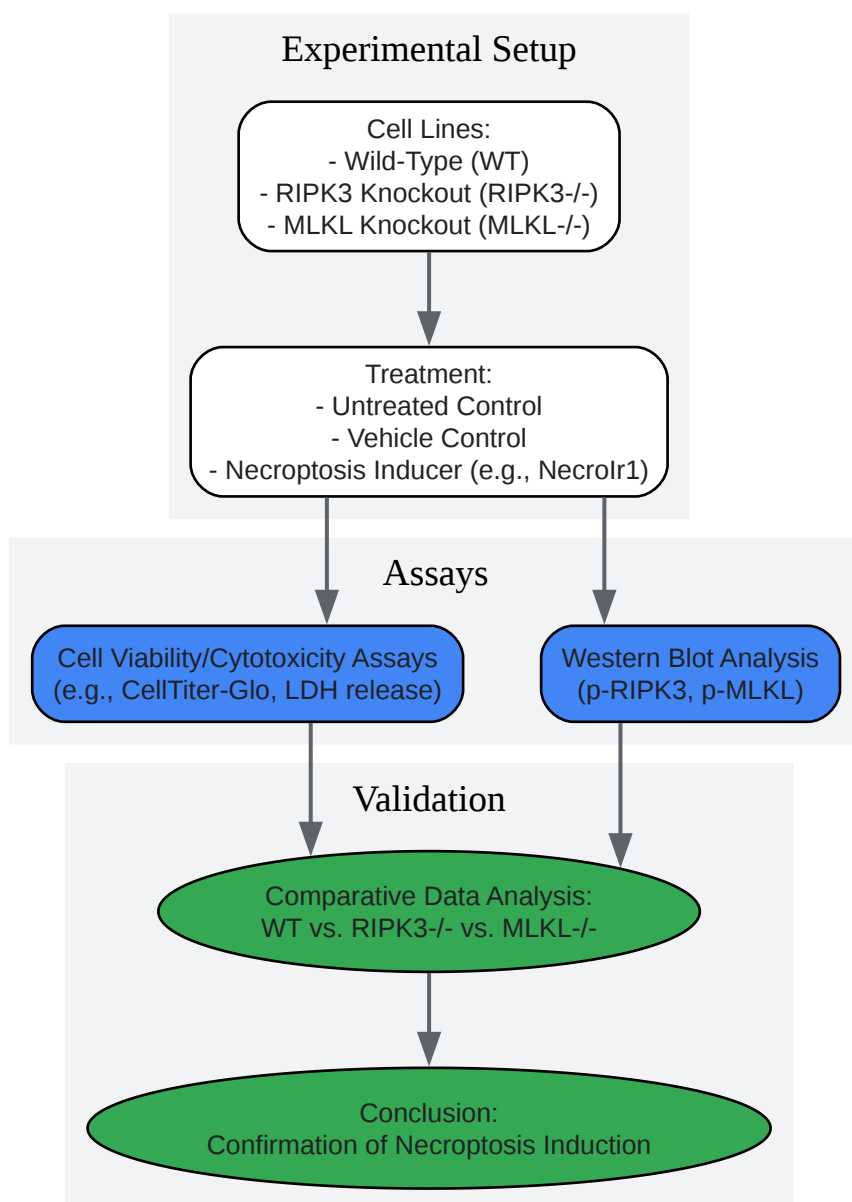 Experimental Setup
Cell Lines:
- Wild-Type (WT)
- RIPK3 Knockout (RIPK3-/-)
- MLKL Knockout (MLKL-/-)
Treatment:
- Untreated Control
- Vehicle Control
- Necroptosis Inducer (e.g., NecroIr1)
Assays
Cell Viability/Cytotoxicity Assays
(e.g., CellTiter-Glo, LDH release)
Western Blot Analysis
(p-RIPK3, p-MLKL)
Validation
Comparative Data Analysis:
WT vs. RIPK3-/- vs. MLKL-/-
Conclusion:
Confirmation of Necroptosis Induction